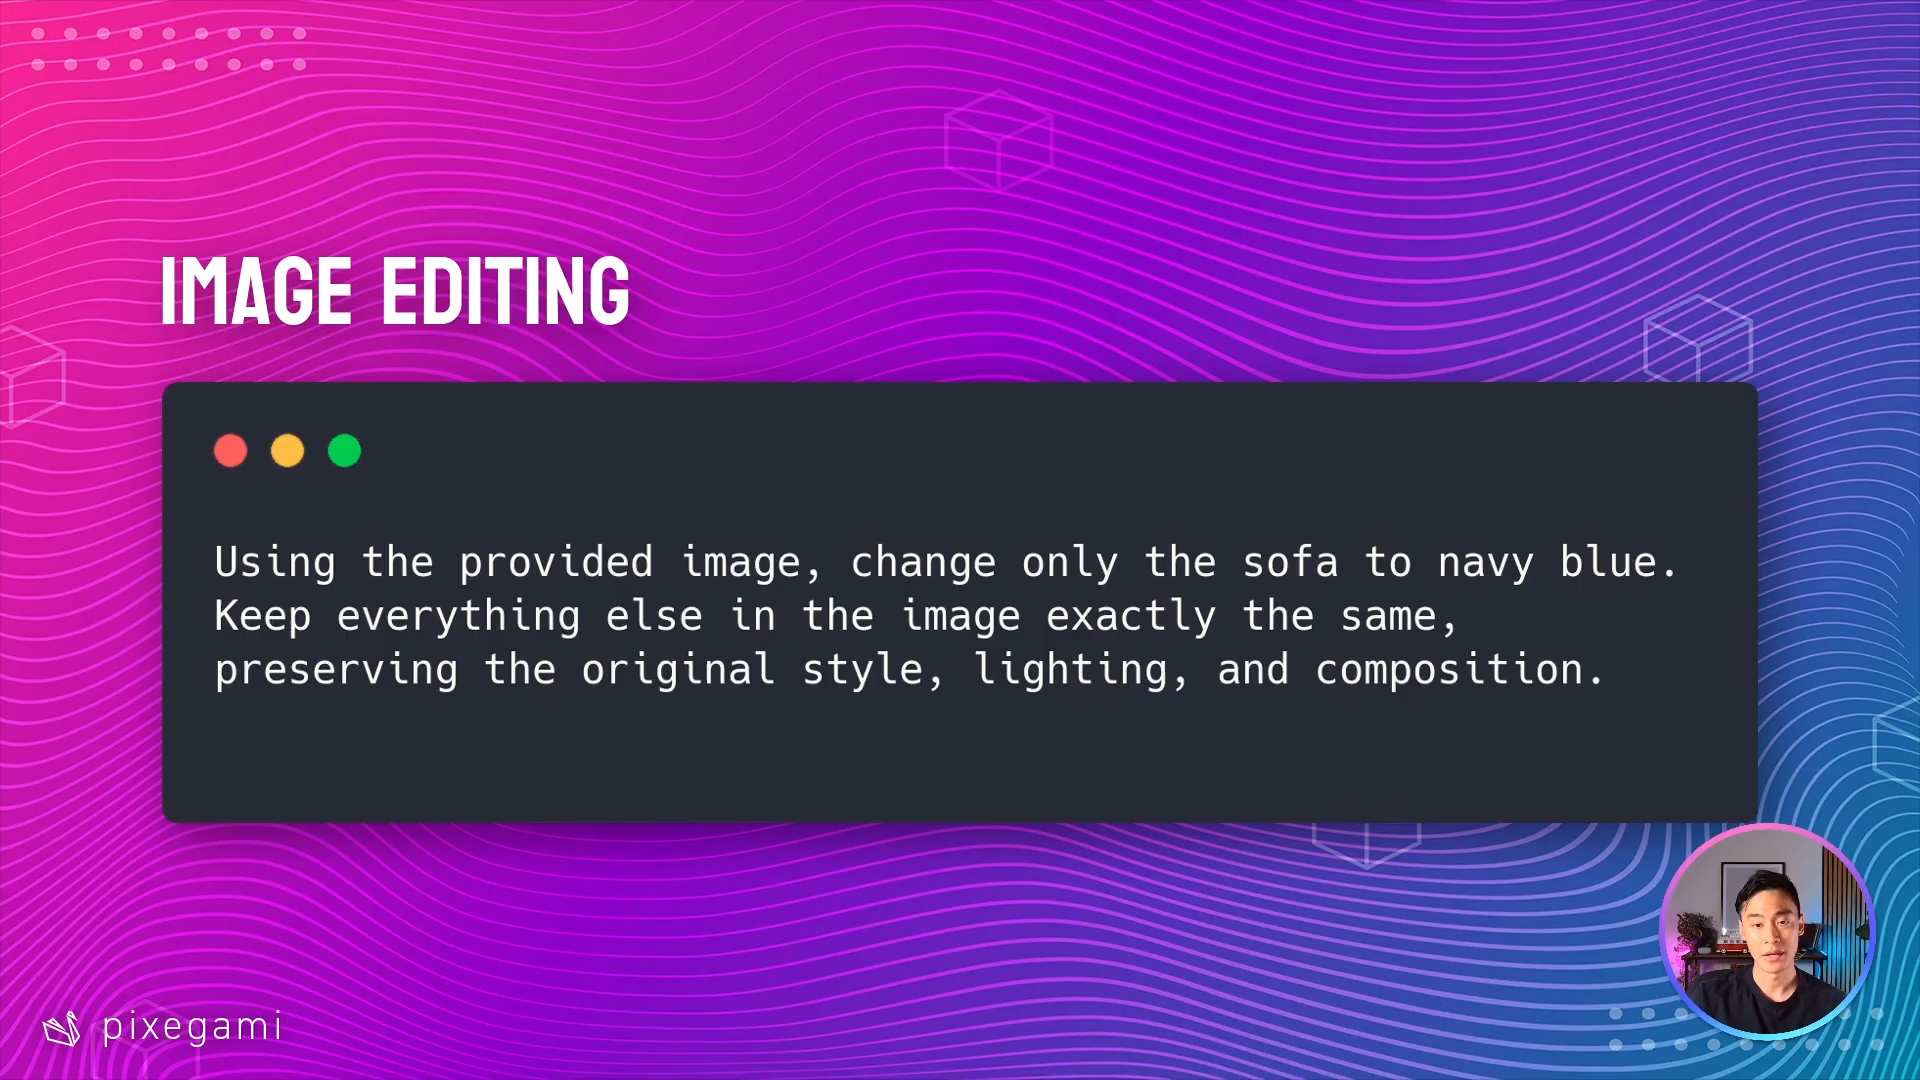 IMAGE EDITING
Using the provided image, change only the sofa to navy blue.
Keep everything else in the image exactly the same,
preserving the original style, lighting, and composition.
pixegami